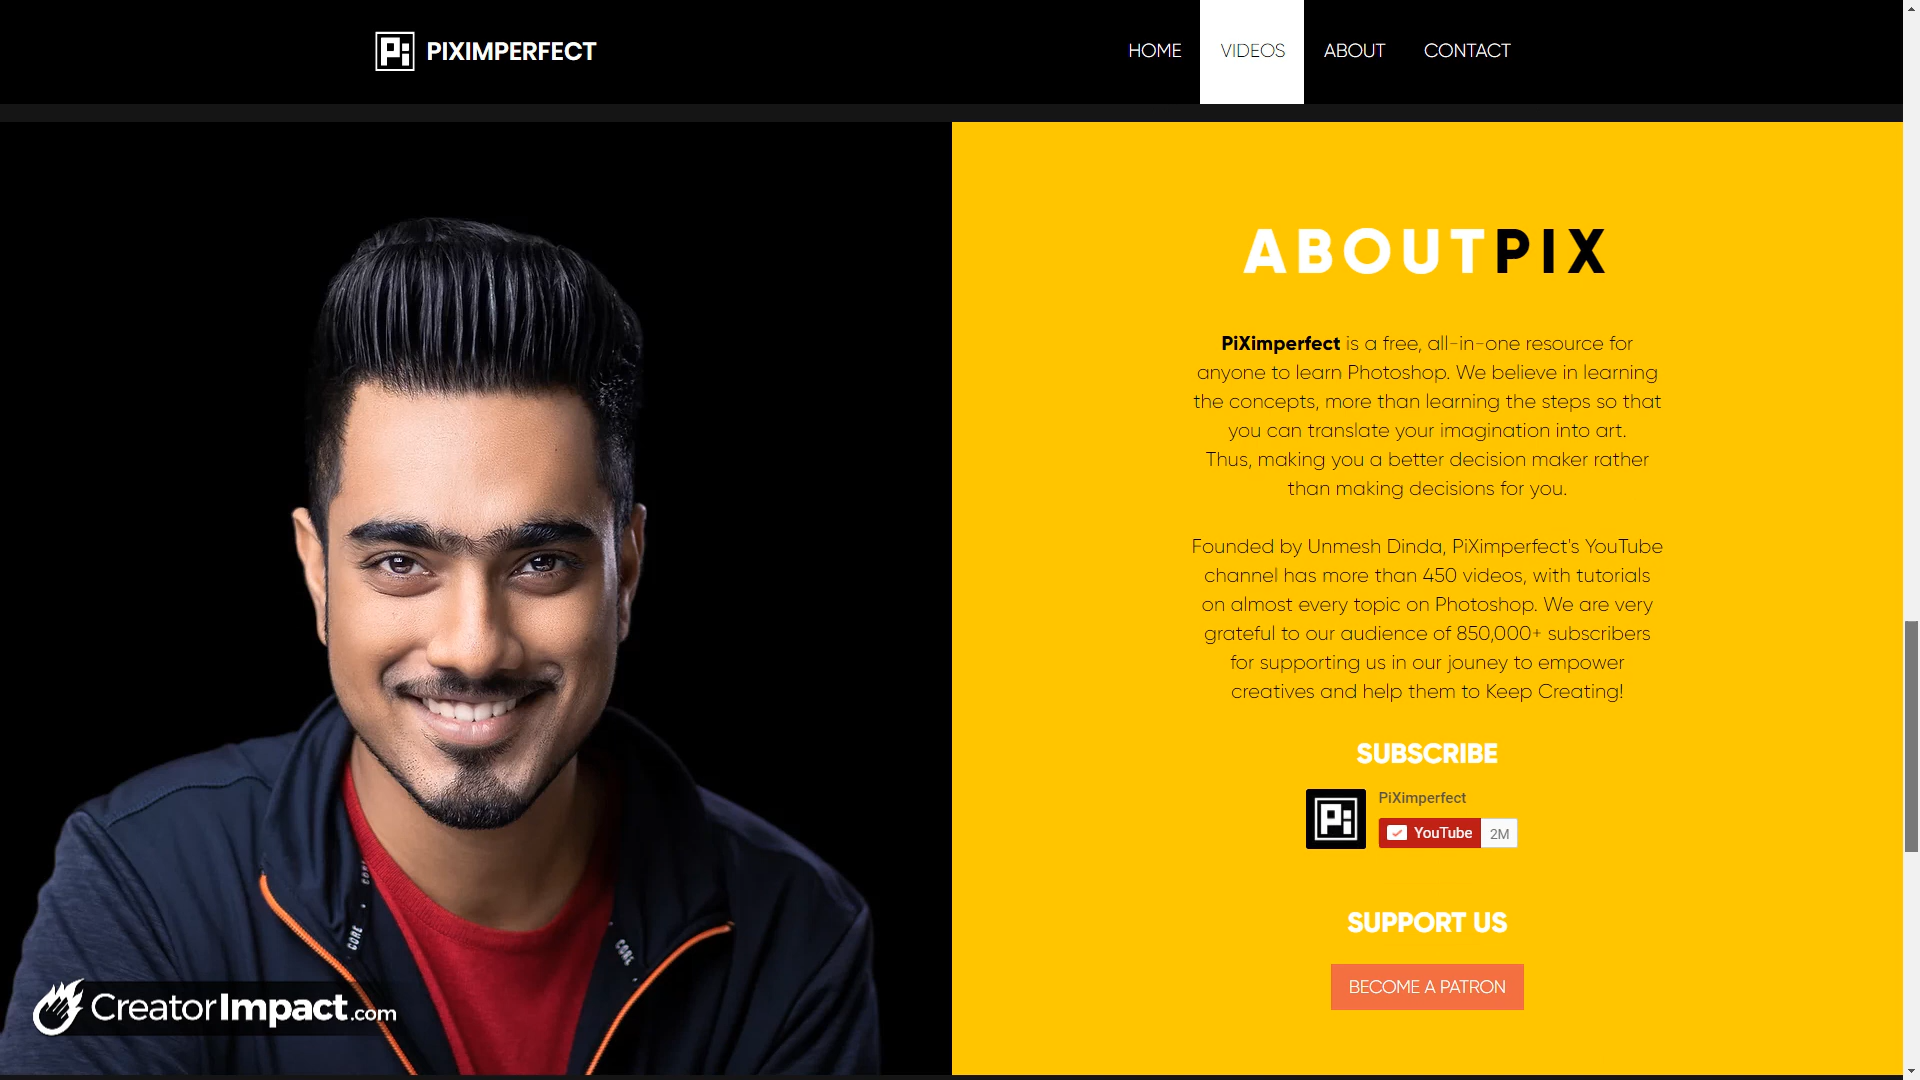 Pi PIXIMPERFECT
HOME VIDEOS ABOUT CONTACT
ABOUTPIX
PiXimperfect is a free, all-in-one resource for
anyone to learn Photoshop. We believe in learning
the concepts, more than learning the steps so that
you can translate your imagination into art.
Thus, making you a better decision maker rather
than making decisions for you.
Founded by Unmesh Dinda, PiXimperfect's YouTube
channel has more than 450 videos, with tutorials
on almost every topic on Photoshop. We are very
grateful to our audience of 850,000+ subscribers
for supporting us in our jouney to empower
creatives and help them to Keep Creating!
SUBSCRIBE
Pi
PiXimperfect
YouTube 2M
SUPPORT US
BECOME A PATRON
CORE
CORE
CORE
CreatorImpact.com